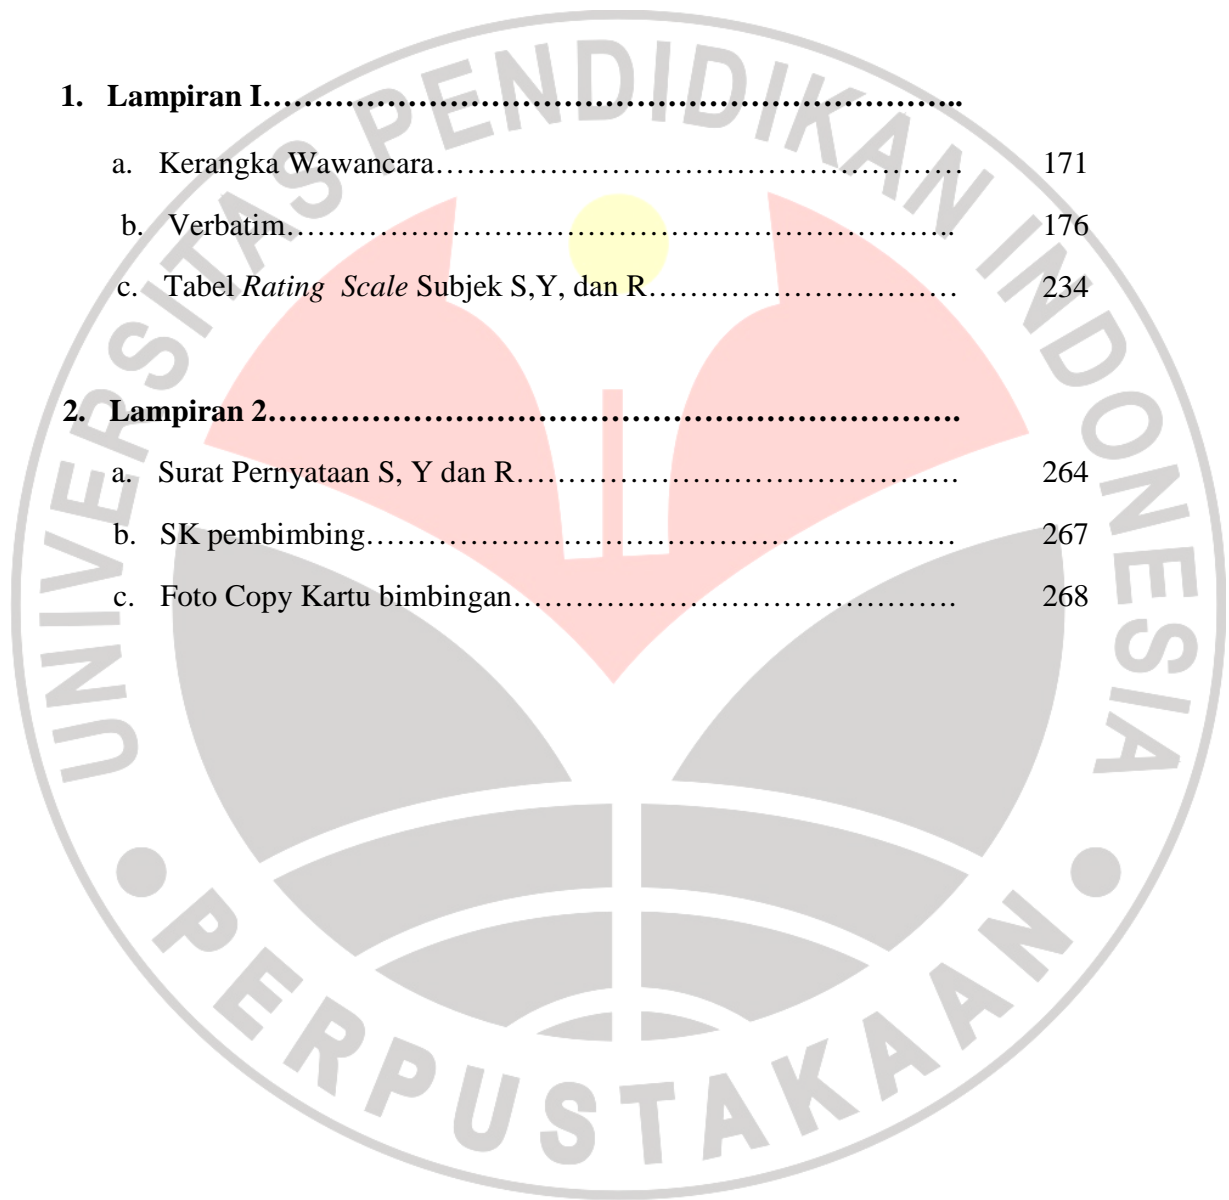 1. Lampiran I………………………………………………………………..
a. Kerangka Wawancara…………………………………………… 171
b. Verbatim……………………………………………………….. 176
c. Tabel Rating Scale Subjek S,Y, dan R………………………… 234
2. Lampiran 2……………………………………………………………….
a. Surat Pernyataan S, Y dan R……………………………………. 264
b. SK pembimbing………………………………………………… 267
c. Foto Copy Kartu bimbingan……………………………………. 268
UNIVERSITAS PENDIDIKAN INDONESIA
PERPUSTAKAAN